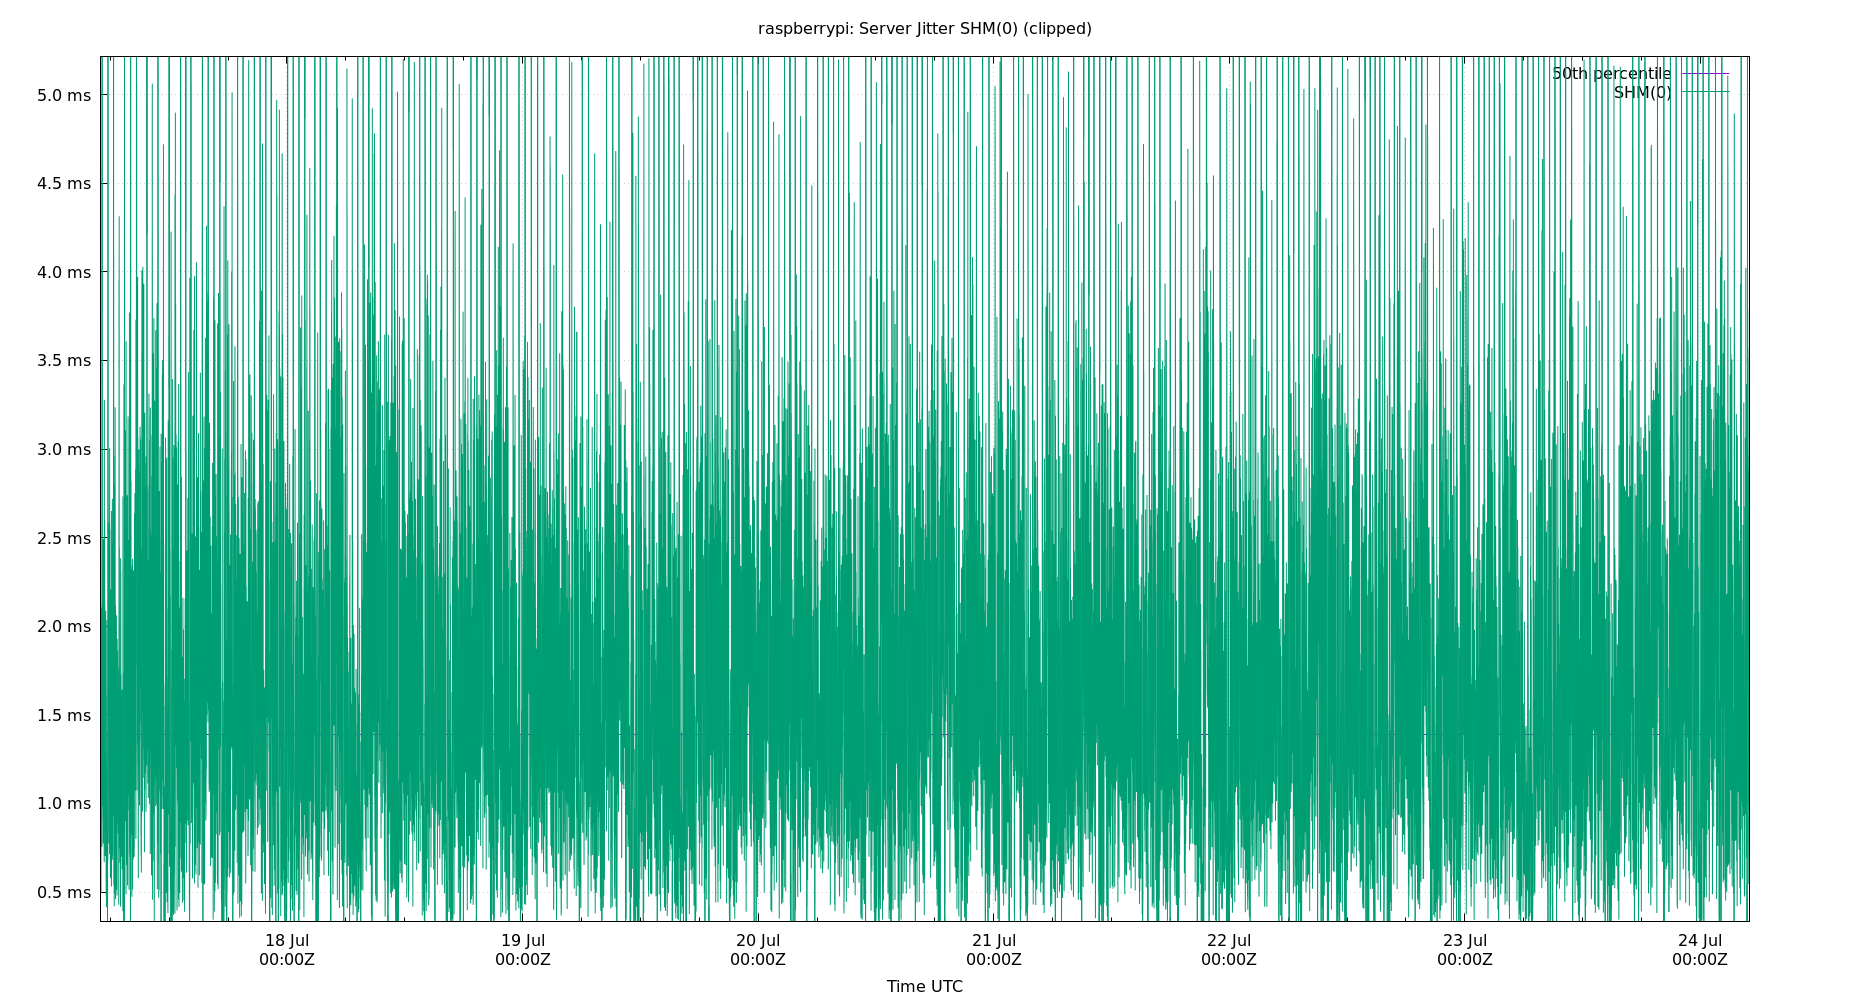 raspberrypi: Server Jitter SHM(0) (clipped)
50th percentile
SHM(0)
5.0 ms
4.5 ms
4.0 ms
3.5 ms
3.0 ms
2.5 ms
2.0 ms
1.5 ms
1.0 ms
0.5 ms
18 Jul 19 Jul 20 Jul 21 Jul 22 Jul 23 Jul 24 Jul
00:00Z 00:00Z 00:00Z 00:00Z 00:00Z 00:00Z 00:00Z
Time UTC